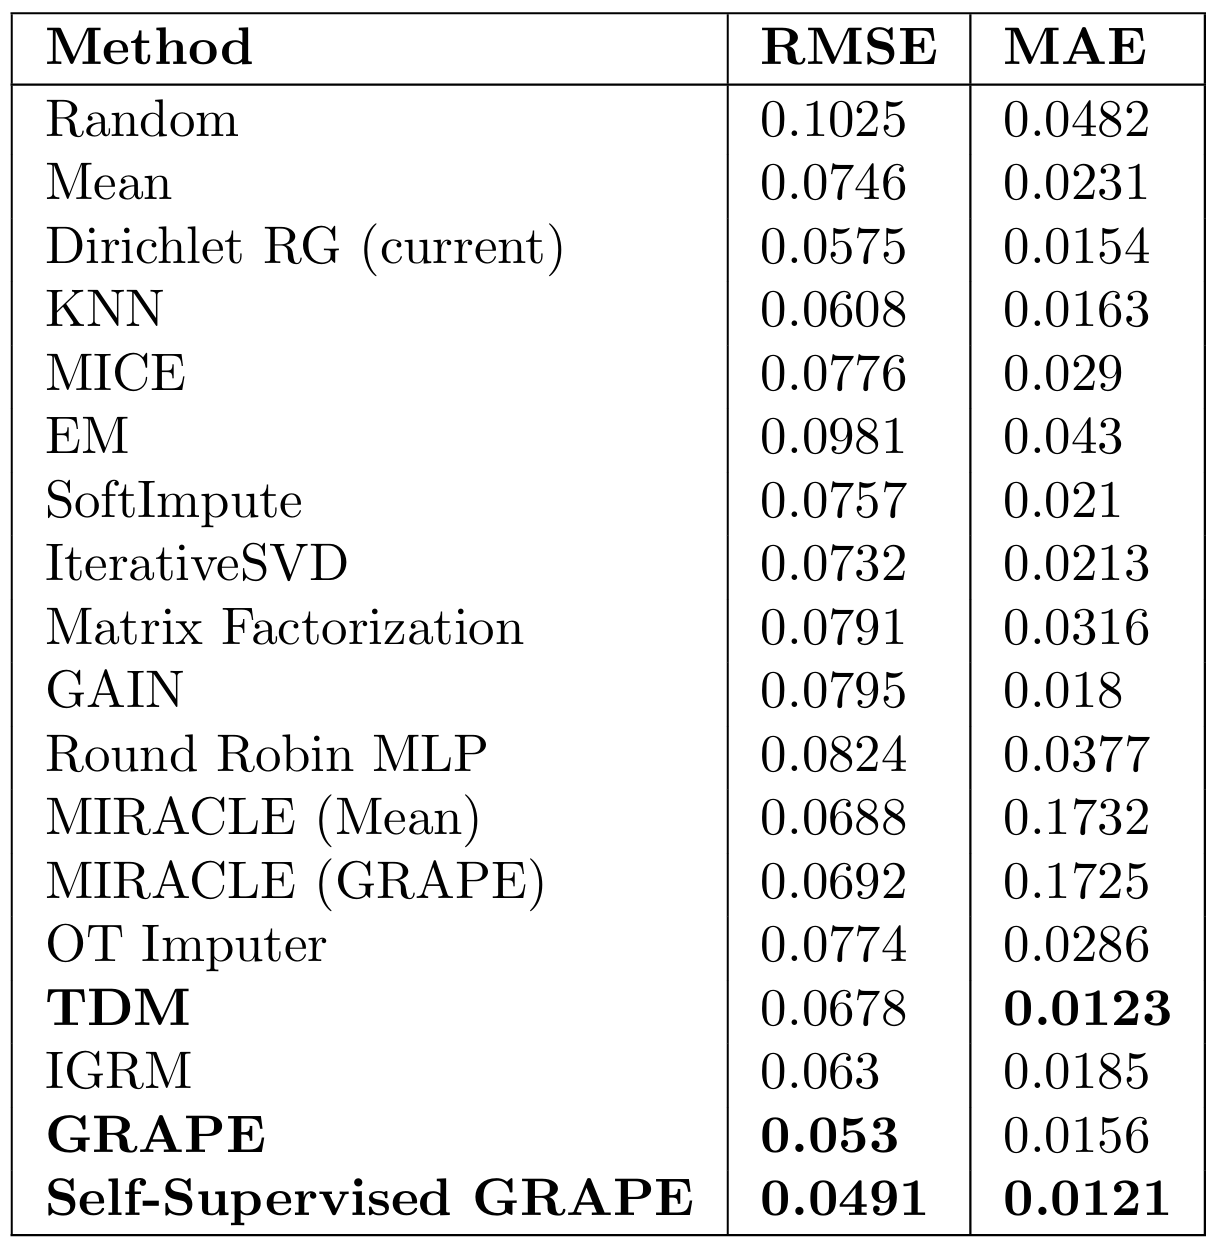 Method RMSE MAE
Random 0.1025 0.0482
Mean 0.0746 0.0231
Dirichlet RG (current) 0.0575 0.0154
KNN 0.0608 0.0163
MICE 0.0776 0.029
EM 0.0981 0.043
SoftImpute 0.0757 0.021
IterativeSVD 0.0732 0.0213
Matrix Factorization 0.0791 0.0316
GAIN 0.0795 0.018
Round Robin MLP 0.0824 0.0377
MIRACLE (Mean) 0.0688 0.1732
MIRACLE (GRAPE) 0.0692 0.1725
OT Imputer 0.0774 0.0286
TDM 0.0678 0.0123
IGRM 0.063 0.0185
GRAPE 0.053 0.0156
Self-Supervised GRAPE 0.0491 0.0121